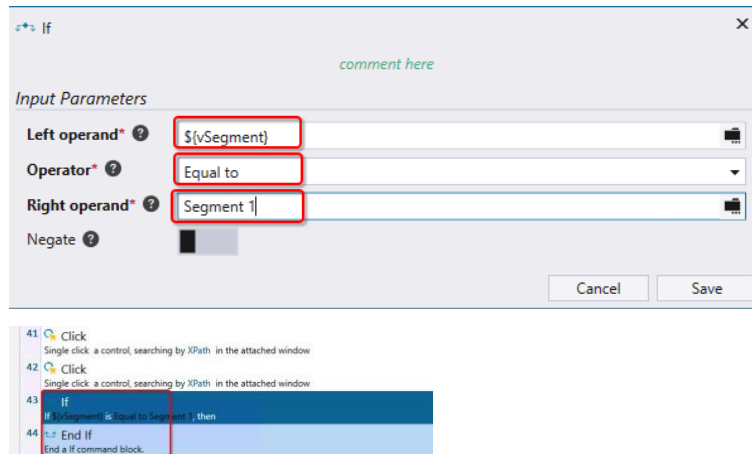 If
comment here
Input Parameters
Left operand* ${vSegment}
Operator* Equal to
Right operand* Segment 1
Negate
Cancel Save
41 Click
Single click a control, searching by XPath in the attached window
42 Click
Single click a control, searching by XPath in the attached window
43 If
If ${vSegment} is Equal to Segment 1, then
44 End If
End a If command block.